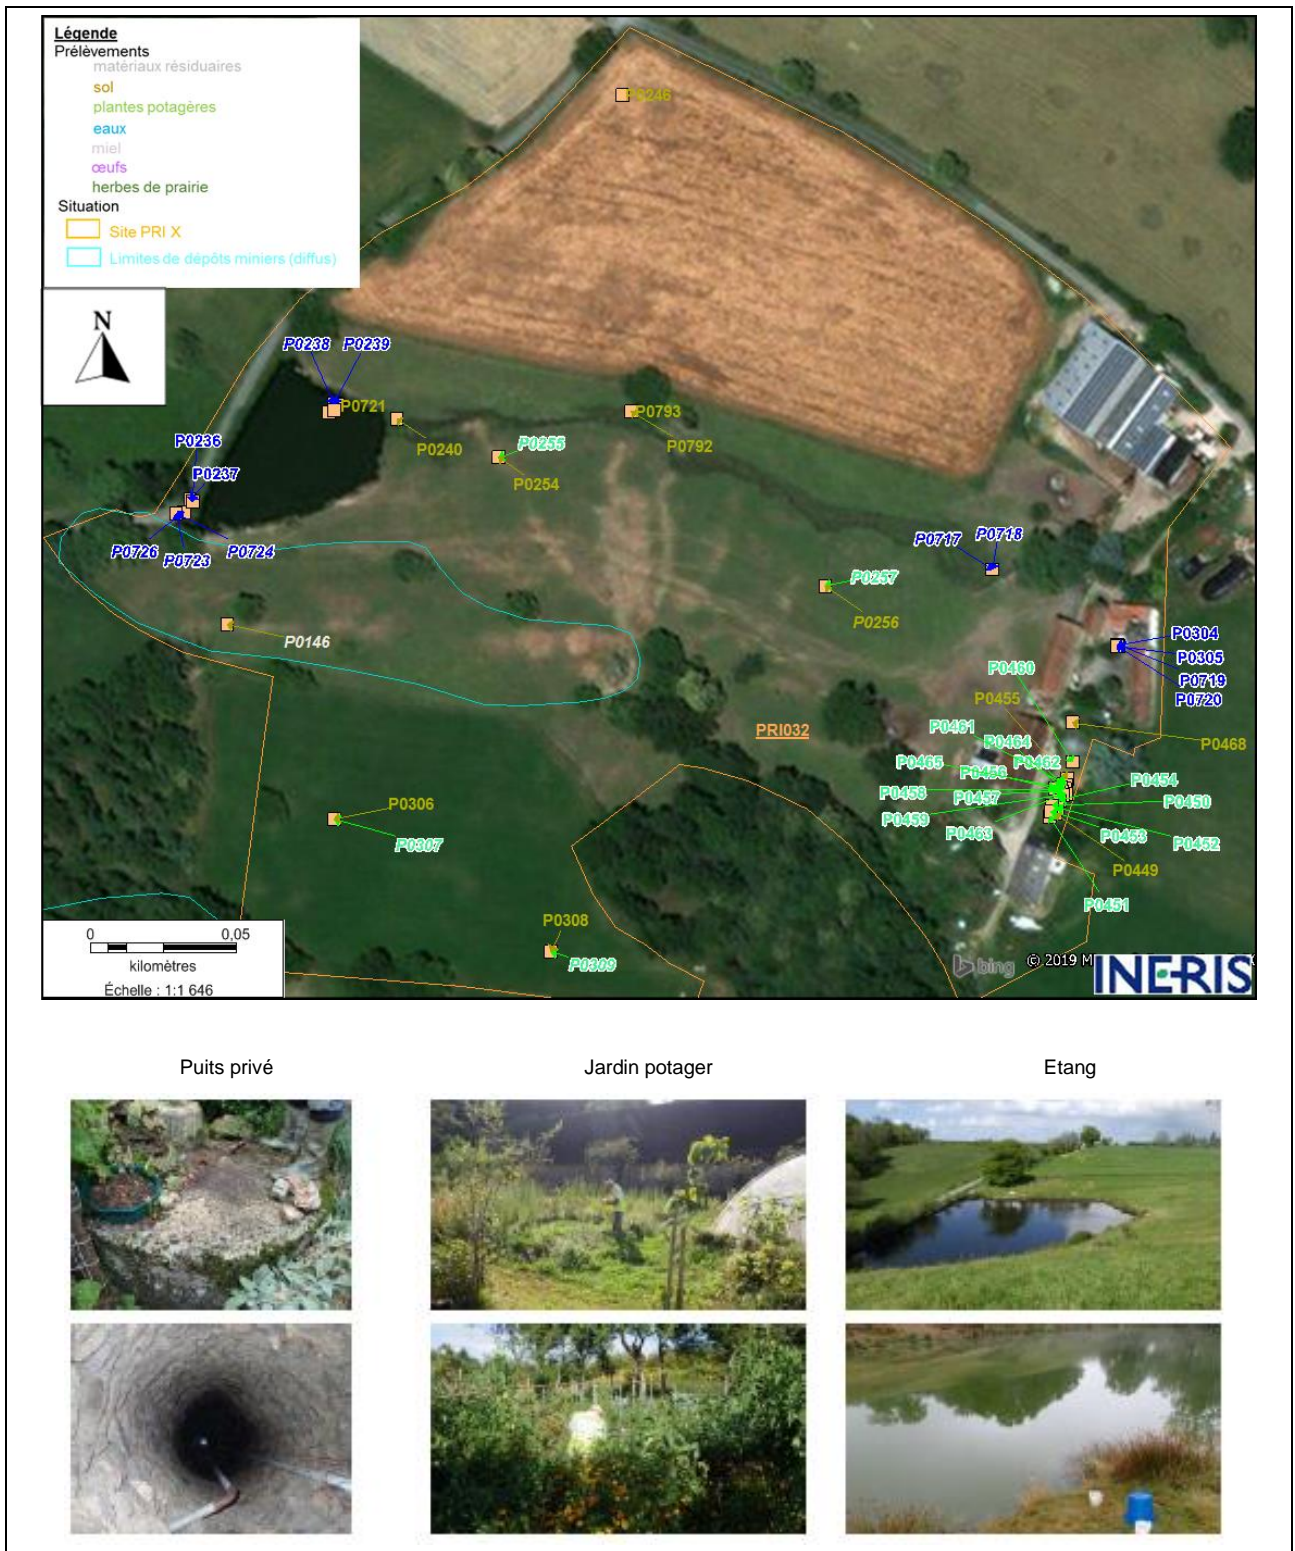 Légende
Prélèvements
matériaux résiduaires
sol
plantes potagères
eaux
miel
œufs
herbes de prairie
Situation
Site PRI X
Limites de dépôts miniers (diffus)
N
P0246
P0238 P0239
P0721
P0793
P0240
P0792
P0255
P0254
P0236
P0237
P0726
P0723
P0724
P0717 P0718
P0257
P0256
P0146
P0304
P0305
P0719
P0720
P0460
P0455
P0461
PRI032
P0464
P0468
P0465
P0456
P0462
P0454
P0458
P0457
P0450
P0459
P0463
P0453
P0452
P0449
P0451
P0306
P0307
P0308
P0309
0 0,05
kilomètres
Échelle : 1:1 646
bing
© 2019 M
INERIS
Puits privé
Jardin potager
Etang